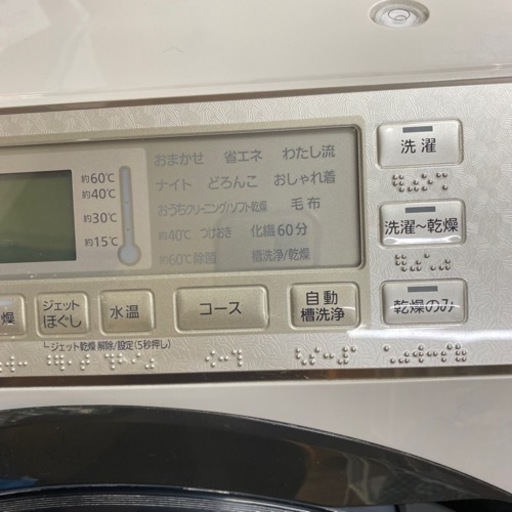 約60℃
約40℃
約30℃
約15℃
おまかせ 省エネ わたし流
ナイト どろんこ おしゃれ着
おうちクリーニング/ソフト乾燥 毛布
約40℃ つけおき 化繊60分
約60℃除菌 槽洗浄/乾燥
洗濯
洗濯〜乾燥
乾燥のみ
燥
ジェット
ほぐし
水温
コース
自動
槽洗浄
└ジェット乾燥 解除/設定(5秒押し)